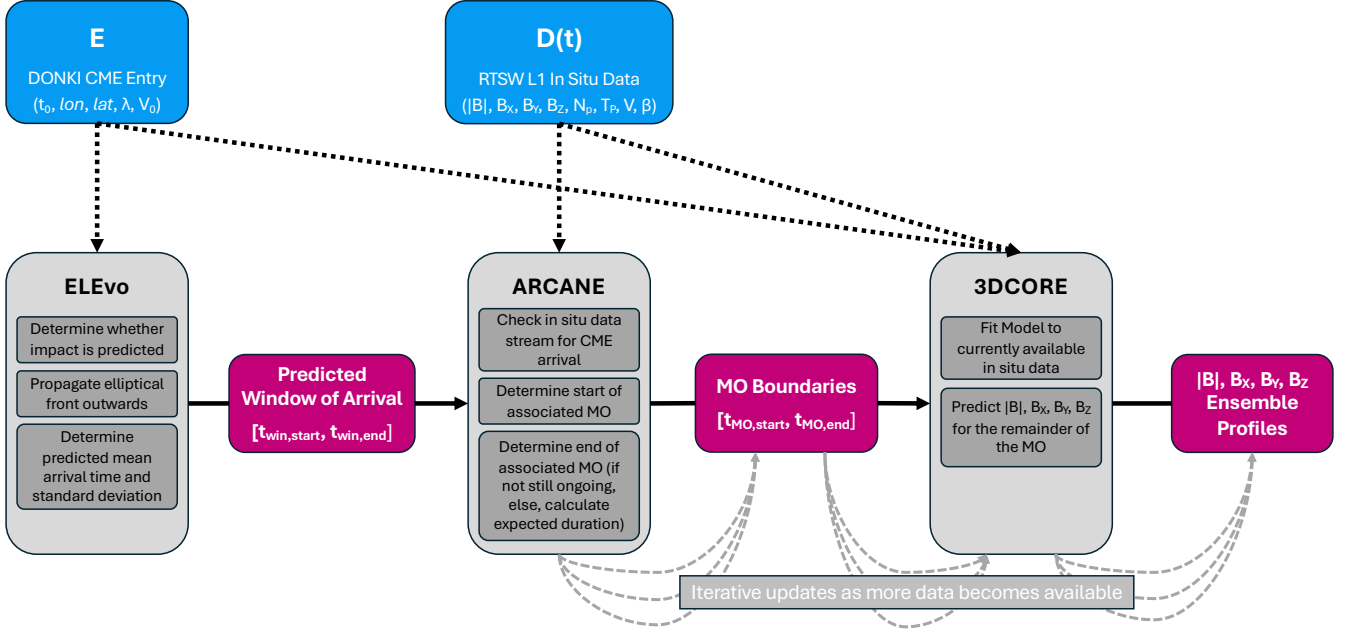 E
DONKI CME Entry
(t₀, lon, lat, λ, V₀)
D(t)
RTSW L1 In Situ Data
(|B|, Bₓ, Bᵧ, B_Z, Nₚ, T_P, V, β)
ELEvo
Determine whether
impact is predicted
Propagate elliptical
front outwards
Determine
predicted mean
arrival time and
standard deviation
Predicted
Window of Arrival
[t_win,start, t_win,end]
ARCANE
Check in situ data
stream for CME
arrival
Determine start of
associated MO
Determine end of
associated MO (if
not still ongoing,
else, calculate
expected duration)
MO Boundaries
[t_MO,start, t_MO,end]
3DCORE
Fit Model to
currently available
in situ data
Predict |B|, B_X, B_Y, B_Z
for the remainder of
the MO
|B|, B_X, B_Y, B_Z
Ensemble
Profiles
Iterative updates as more data becomes available